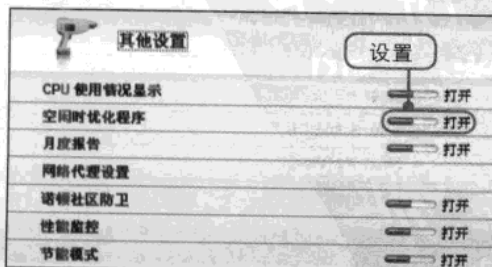 其他设置
设置
CPU 使用情况显示 打开
空闲时优化程序 打开
月度报告 打开
网络代理设置
诺顿社区防卫 打开
性能监控 打开
节能模式 打开